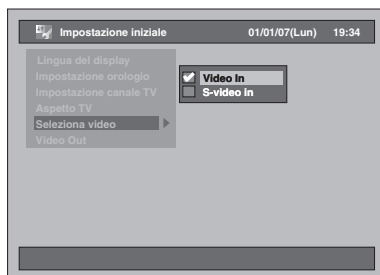 Impostazione iniziale 01/01/07(Lun) 19:34
Lingua del display
Impostazione orologio
Impostazione canale TV
Aspetto TV
Seleziona video
Video Out
Video In
S-video in